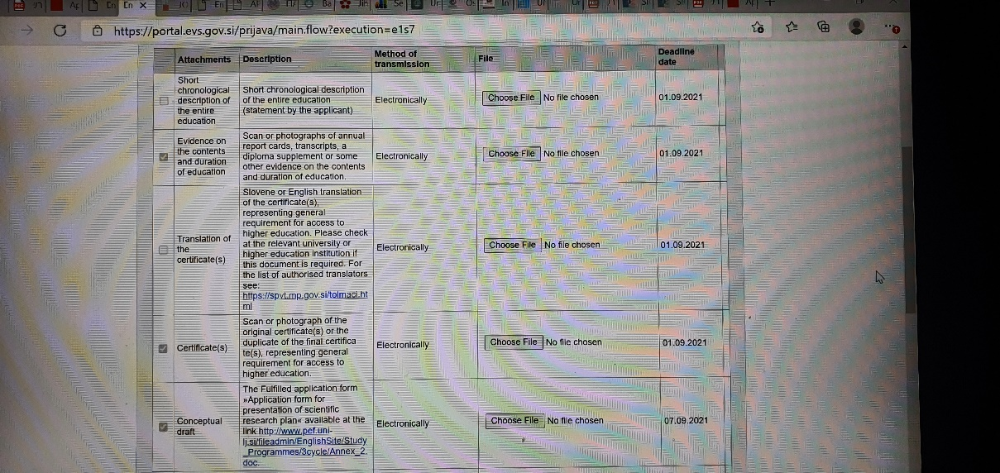 https://portal.evs.gov.si/prijava/main.flow?execution=e1s7
Attachments
Description
Method of
transmission
File
Deadline
date
Short
chronological
description of
the entire
education
Short chronological description
of the entire education
(statement by the applicant)
Electronically
Choose File No file chosen
01.09.2021
Evidence on
the contents
and duration
of education
Scan or photographs of annual
report cards, transcripts, a
diploma supplement or some
other evidence on the contents
and duration of education.
Electronically
Choose File No file chosen
01.09.2021
Translation of
the
certificate(s)
Slovene or English translation
of the certificate(s),
representing general
requirement for access to
higher education. Please check
at the relevant university or
higher education institution if
this document is required. For
the list of authorised translators
see:
https://spvt.mp.gov.si/tolmaci.ht
ml
Electronically
Choose File No file chosen
01.09.2021
Certificate(s)
Scan or photograph of the
original certificate(s) or the
duplicate of the final certifica
te(s), representing general
requirement for access to
higher education.
Electronically
Choose File No file chosen
01.09.2021
Conceptual
draft
The Fulfilled application form
»Application form for
presentation of scientific
research plan« available at the
link http://www.pef.uni-
lj.si/fileadmin/EnglishSite/Study
_Programmes/3cycle/Annex_2.
doc.
Electronically
Choose File No file chosen
07.09.2021